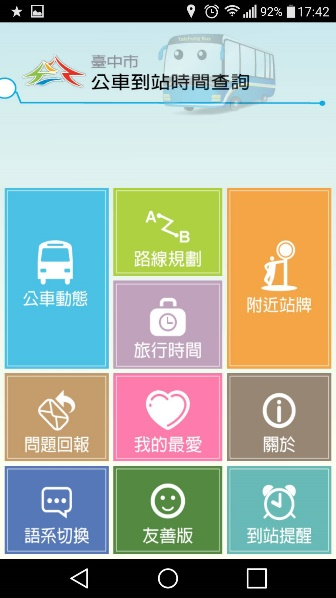 92% 17:42
臺中市
公車到站時間查詢
公車動態
路線規劃
旅行時間
附近站牌
問題回報
我的最愛
關於
語系切換
友善版
到站提醒
A
B